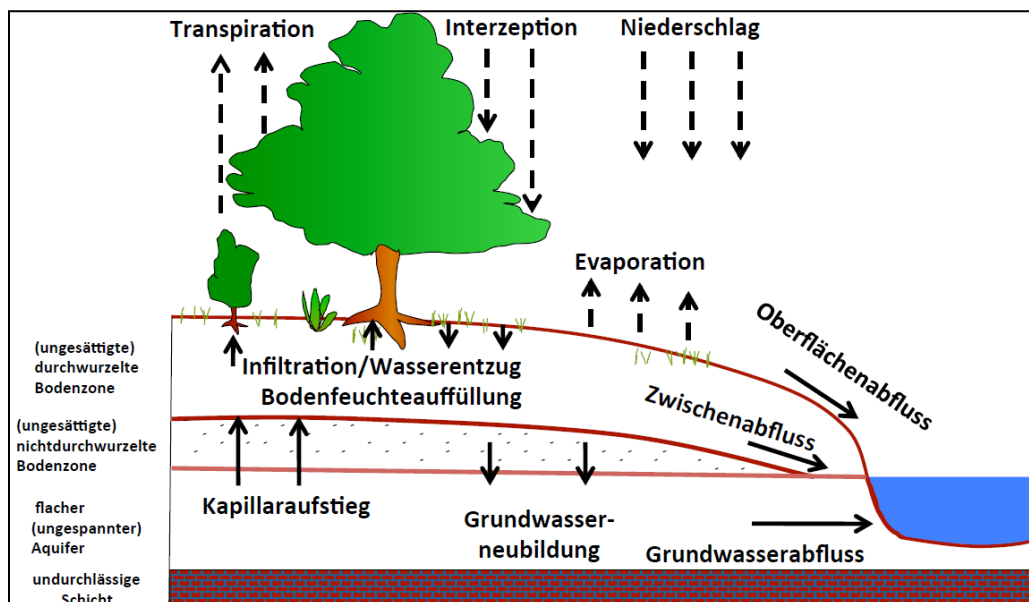 Transpiration
Interzeption
Niederschlag
Evaporation
Oberflächenabfluss
(ungesättigte)
durchwurzelte
Bodenzone
Infiltration/Wasserentzug
Bodenfeuchteauffüllung
Zwischenabfluss
(ungesättigte)
nichtdurchwurzelte
Bodenzone
Kapillaraufstieg
flacher
(ungespannter)
Aquifer
Grundwasser-
neubildung
Grundwasserabfluss
undurchlässige
Schicht